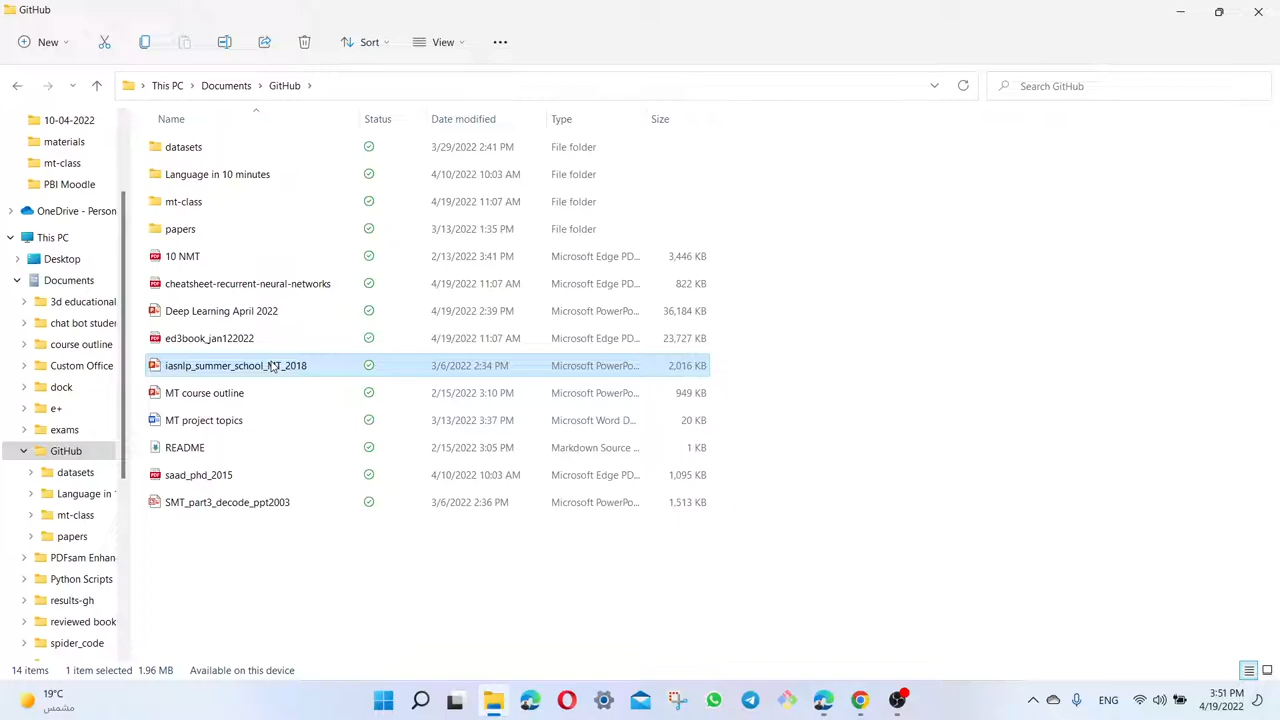 GitHub
New
Sort
View
This PC > Documents > GitHub >
Search GitHub
Name
Status
Date modified
Type
Size
10-04-2022
materials
mt-class
PBI Moodle
OneDrive - Person
This PC
Desktop
Documents
3d educational
chat bot studer
course outline
Custom Office
dock
e+
exams
GitHub
datasets
Language in 1
mt-class
papers
PDFsam Enhan
Python Scripts
results-gh
reviewed book
spider_code
datasets 3/29/2022 2:41 PM File folder
Language in 10 minutes 4/10/2022 10:03 AM File folder
mt-class 4/19/2022 11:07 AM File folder
papers 3/13/2022 1:35 PM File folder
10 NMT 2/13/2022 3:41 PM Microsoft Edge PD... 3,446 KB
cheatsheet-recurrent-neural-networks 4/19/2022 11:07 AM Microsoft Edge PD... 822 KB
Deep Learning April 2022 4/19/2022 2:39 PM Microsoft PowerPo... 36,184 KB
ed3book_jan122022 4/19/2022 11:07 AM Microsoft Edge PD... 23,727 KB
iasnlp_summer_school_MT_2018 3/6/2022 2:34 PM Microsoft PowerPo... 2,016 KB
MT course outline 2/15/2022 3:10 PM Microsoft PowerPo... 949 KB
MT project topics 3/13/2022 3:37 PM Microsoft Word D... 20 KB
README 2/15/2022 3:05 PM Markdown Source ... 1 KB
saad_phd_2015 4/10/2022 10:03 AM Microsoft Edge PD... 1,095 KB
SMT_part3_decode_ppt2003 3/6/2022 2:36 PM Microsoft PowerPo... 1,513 KB
14 items 1 item selected 1.96 MB Available on this device
19°C
مشمس
ENG
3:51 PM
4/19/2022